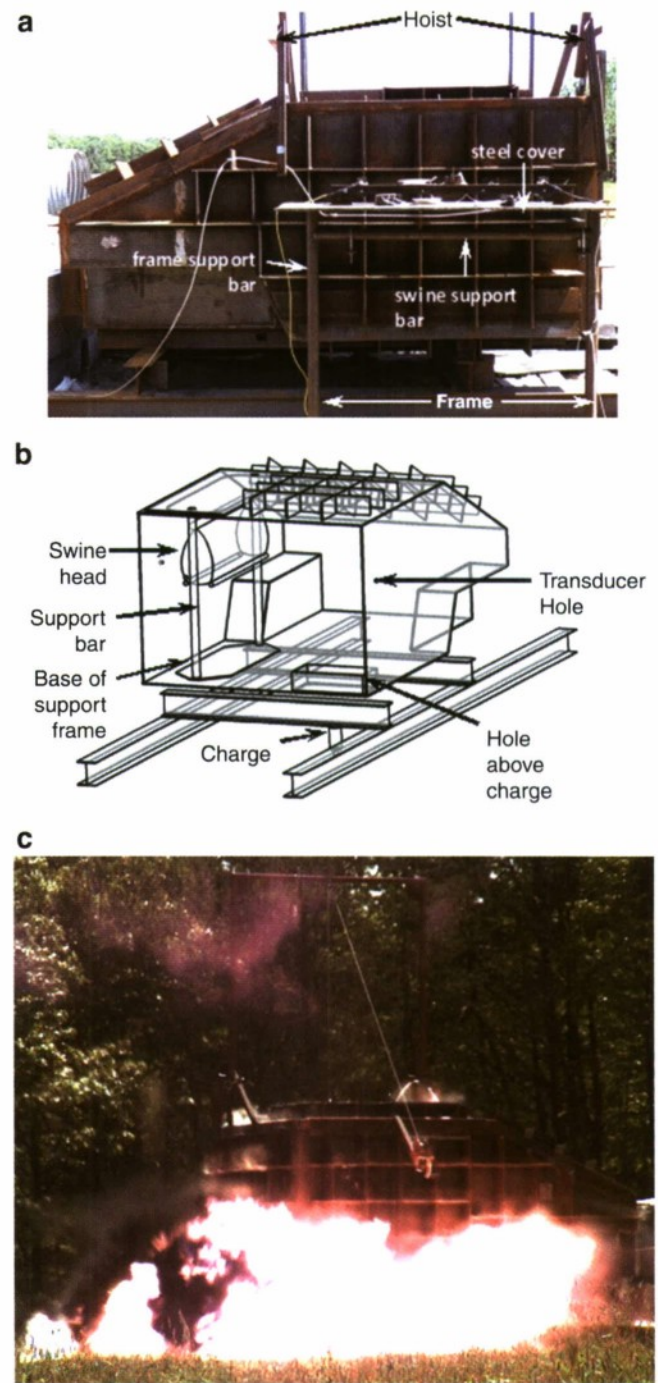 a
Hoist
steel cover
frame support
bar
swine support
bar
Frame
b
Swine
head
Support
bar
Base of
support
frame
Charge
Transducer
Hole
Hole
above
charge
c